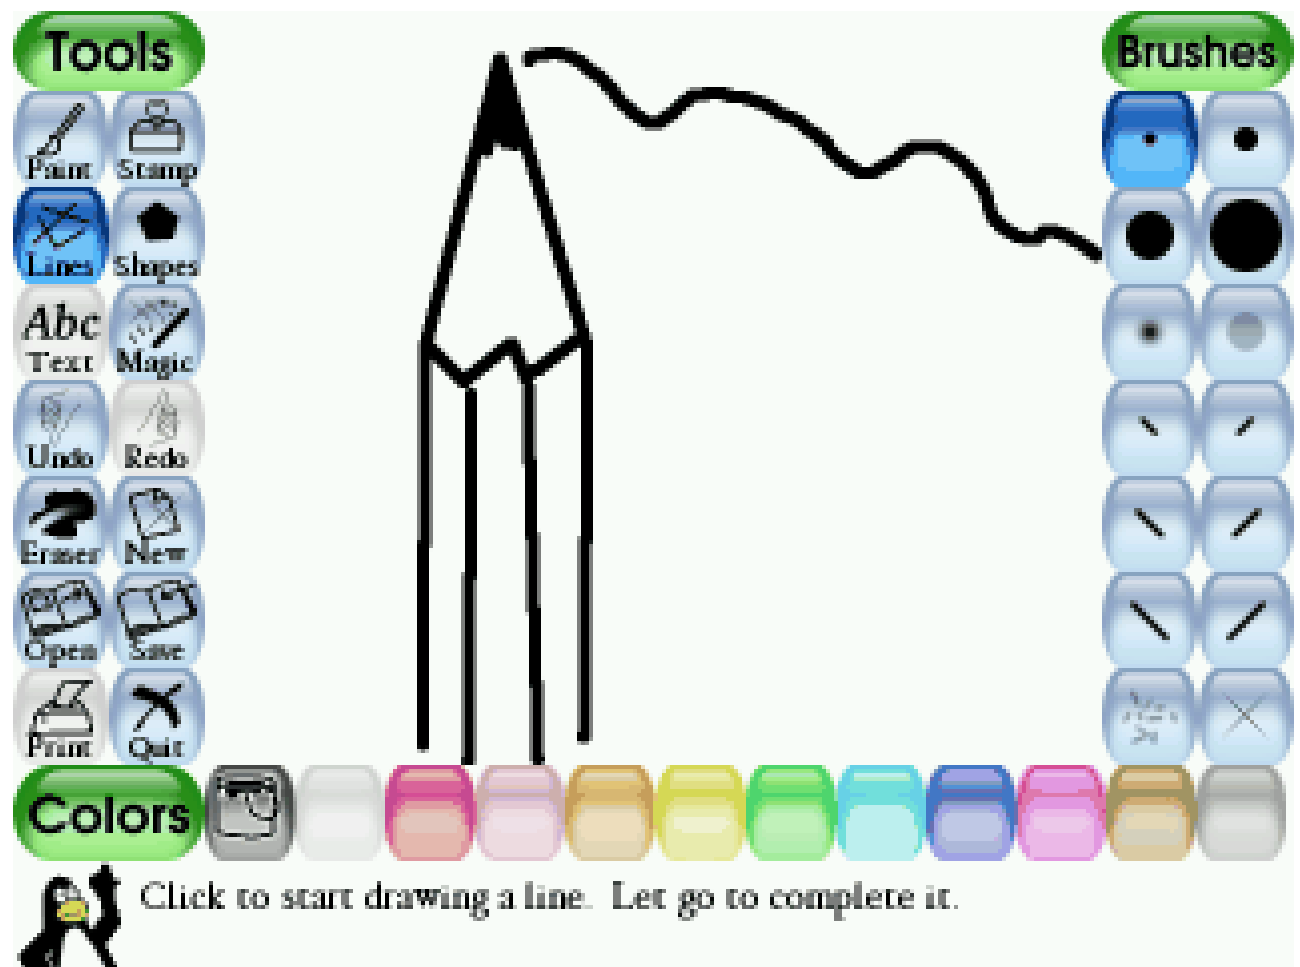 Tools
Brushes
Paint
Stamp
Lines
Shapes
Abc
Text
Magic
Undo
Redo
Eraser
New
Open
Save
Print
Quit
Colors
Click to start drawing a line.  Let go to complete it.